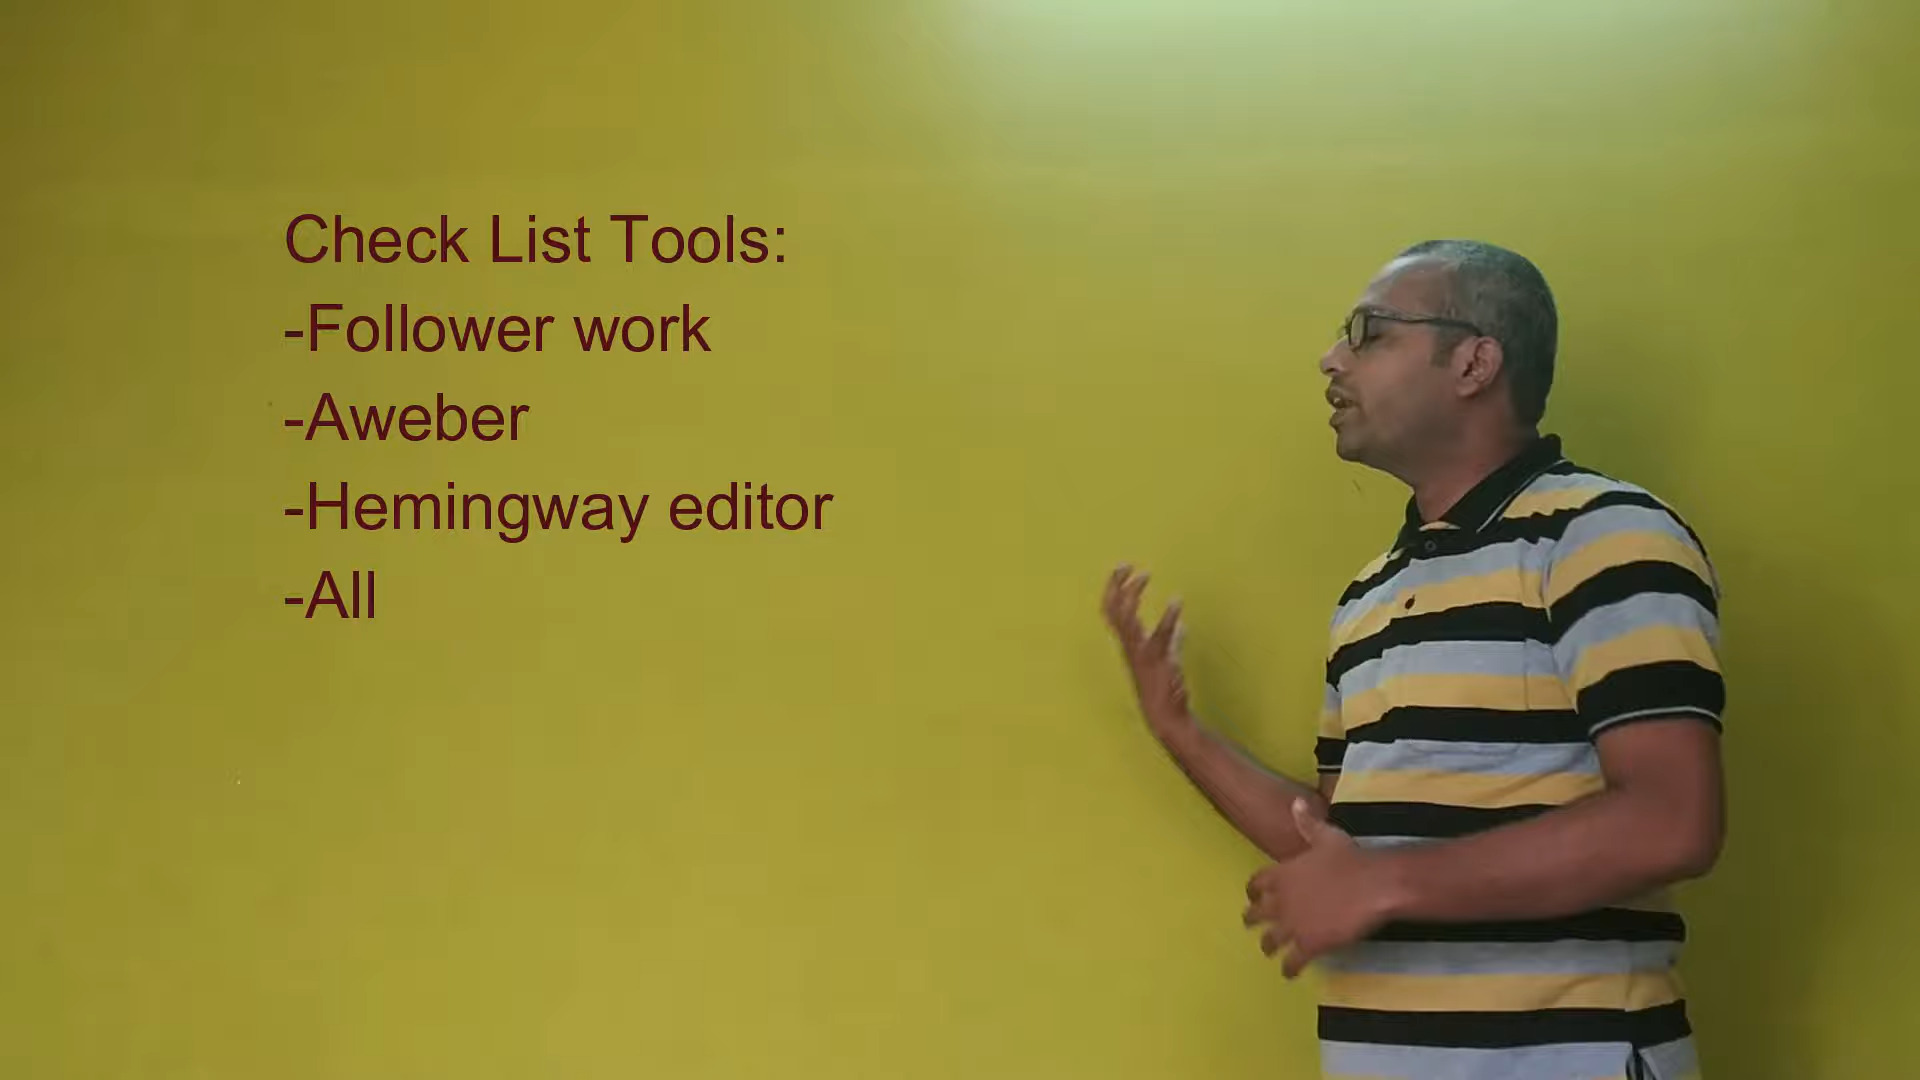 Check List Tools:
-Follower work
-Aweber
-Hemingway editor
-All